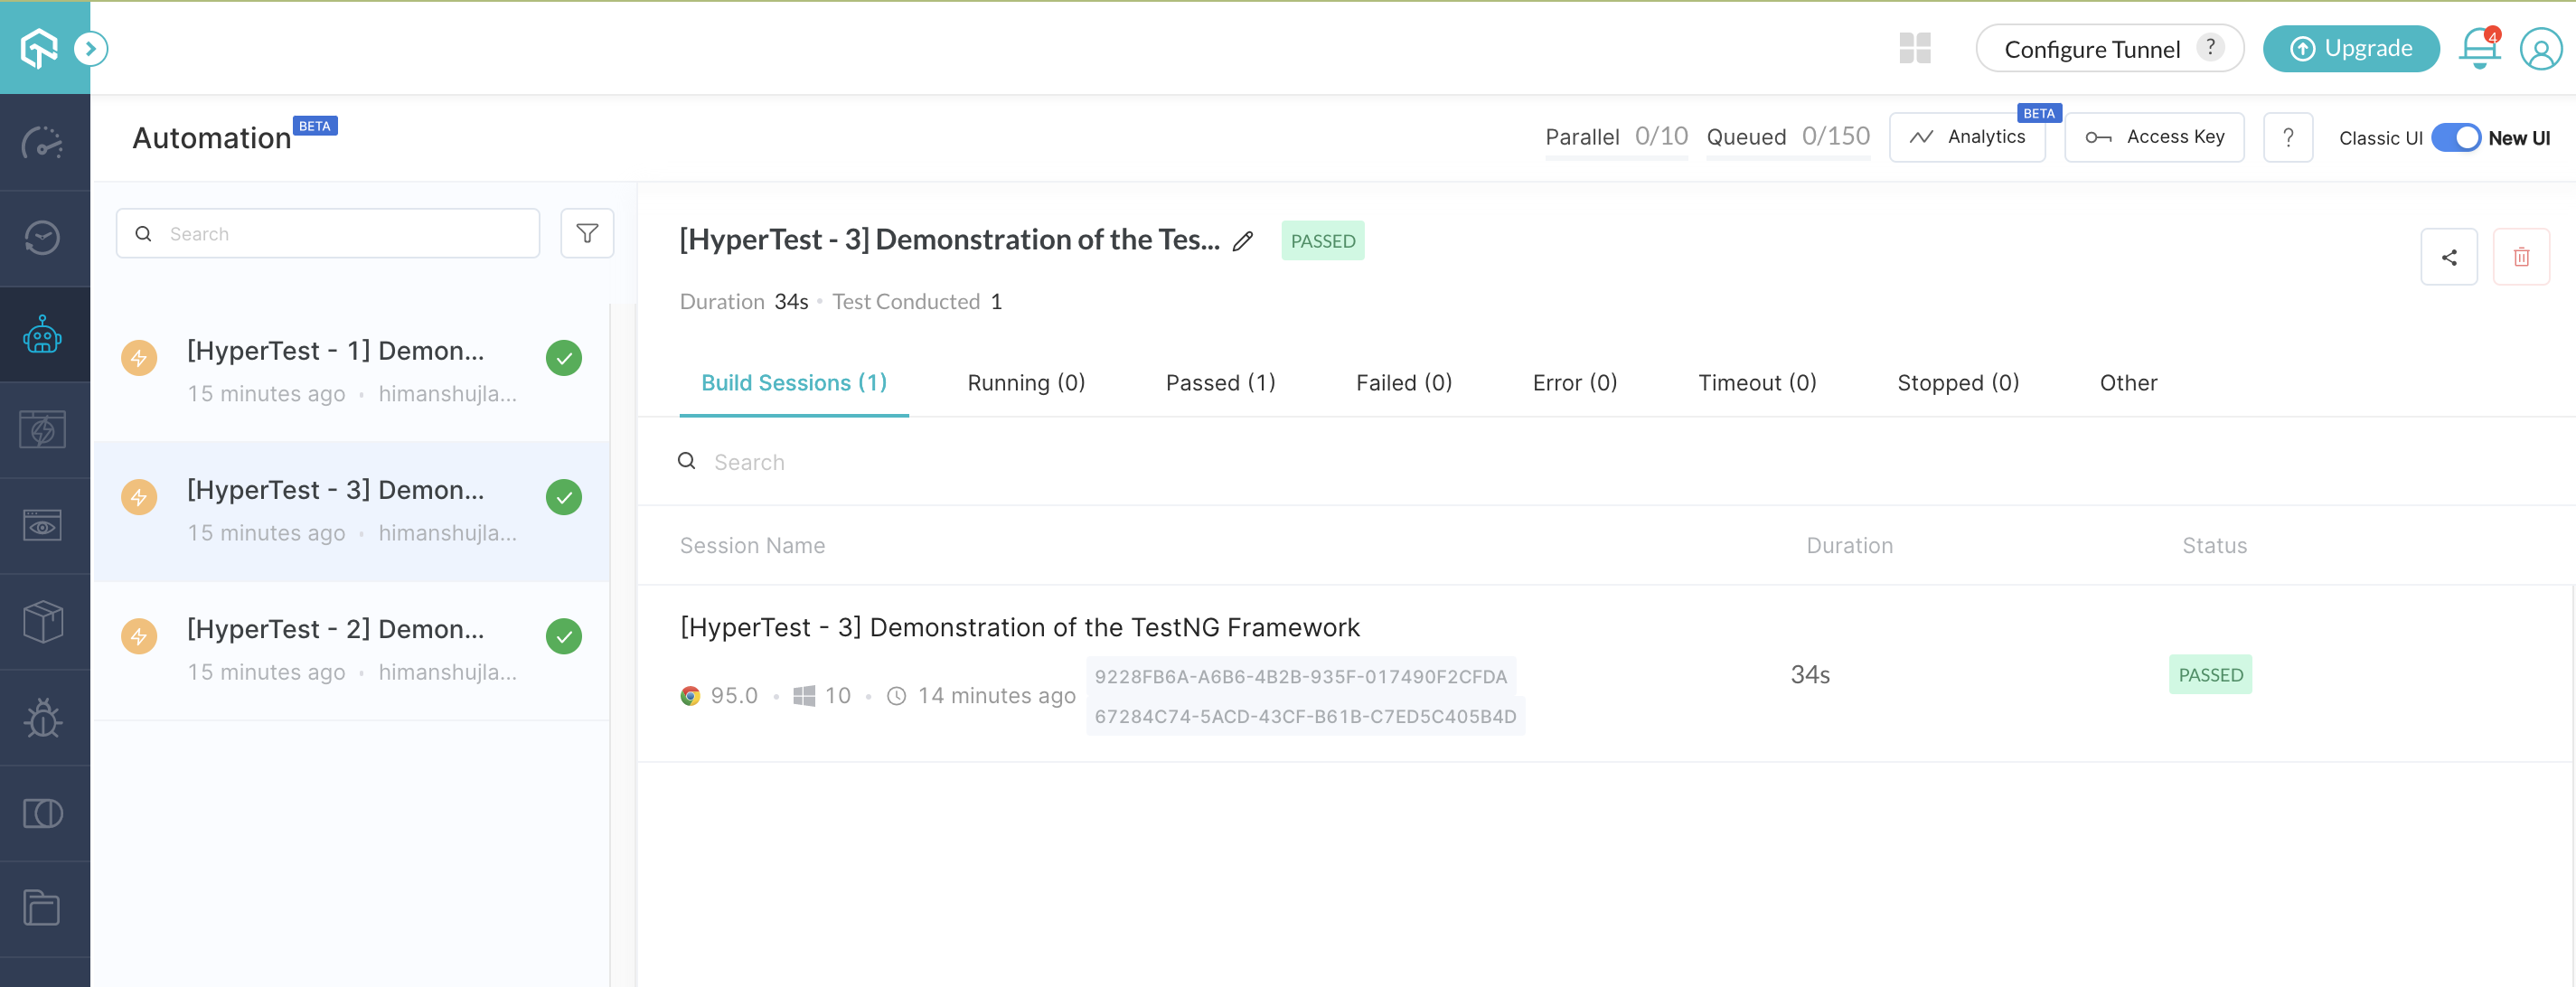 Configure Tunnel ?
Upgrade
4
Automation BETA
Parallel 0/10 Queued 0/150
Analytics BETA
Access Key
?
Classic UI New UI
Search
[HyperTest - 1] Demon...
15 minutes ago · himanshujla...
[HyperTest - 3] Demon...
15 minutes ago · himanshujla...
[HyperTest - 2] Demon...
15 minutes ago · himanshujla...
[HyperTest - 3] Demonstration of the Tes... PASSED
Duration 34s • Test Conducted 1
Build Sessions (1) Running (0) Passed (1) Failed (0) Error (0) Timeout (0) Stopped (0) Other
Search
Session Name Duration Status
[HyperTest - 3] Demonstration of the TestNG Framework
95.0 • 10 • 14 minutes ago
9228FB6A-A6B6-4B2B-935F-017490F2CFDA
67284C74-5ACD-43CF-B61B-C7ED5C405B4D
34s
PASSED